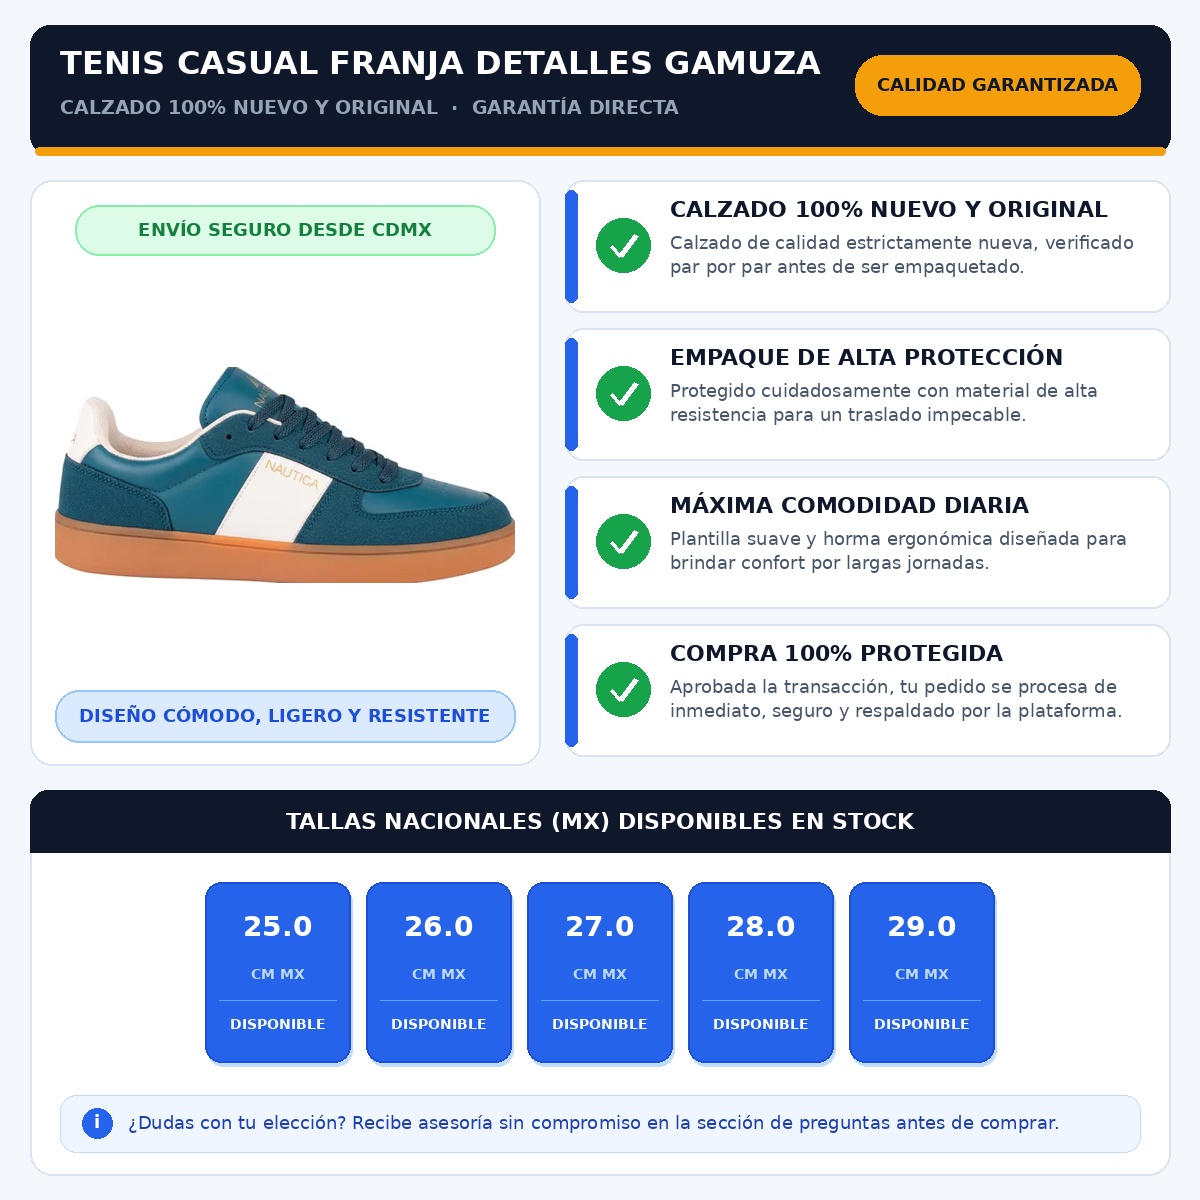 TENIS CASUAL FRANJA DETALLES GAMUZA
CALZADO 100% NUEVO Y ORIGINAL · GARANTÍA DIRECTA
CALIDAD GARANTIZADA
ENVÍO SEGURO DESDE CDMX
NAUTICA
DISEÑO CÓMODO, LIGERO Y RESISTENTE
CALZADO 100% NUEVO Y ORIGINAL
Calzado de calidad estrictamente nueva, verificado
par por par antes de ser empaquetado.
EMPAQUE DE ALTA PROTECCIÓN
Protegido cuidadosamente con material de alta
resistencia para un traslado impecable.
MÁXIMA COMODIDAD DIARIA
Plantilla suave y horma ergonómica diseñada para
brindar confort por largas jornadas.
COMPRA 100% PROTEGIDA
Aprobada la transacción, tu pedido se procesa de
inmediato, seguro y respaldado por la plataforma.
TALLAS NACIONALES (MX) DISPONIBLES EN STOCK
25.0 26.0 27.0 28.0 29.0
CM MX CM MX CM MX CM MX CM MX
DISPONIBLE DISPONIBLE DISPONIBLE DISPONIBLE DISPONIBLE
i ¿Dudas con tu elección? Recibe asesoría sin compromiso en la sección de preguntas antes de comprar.